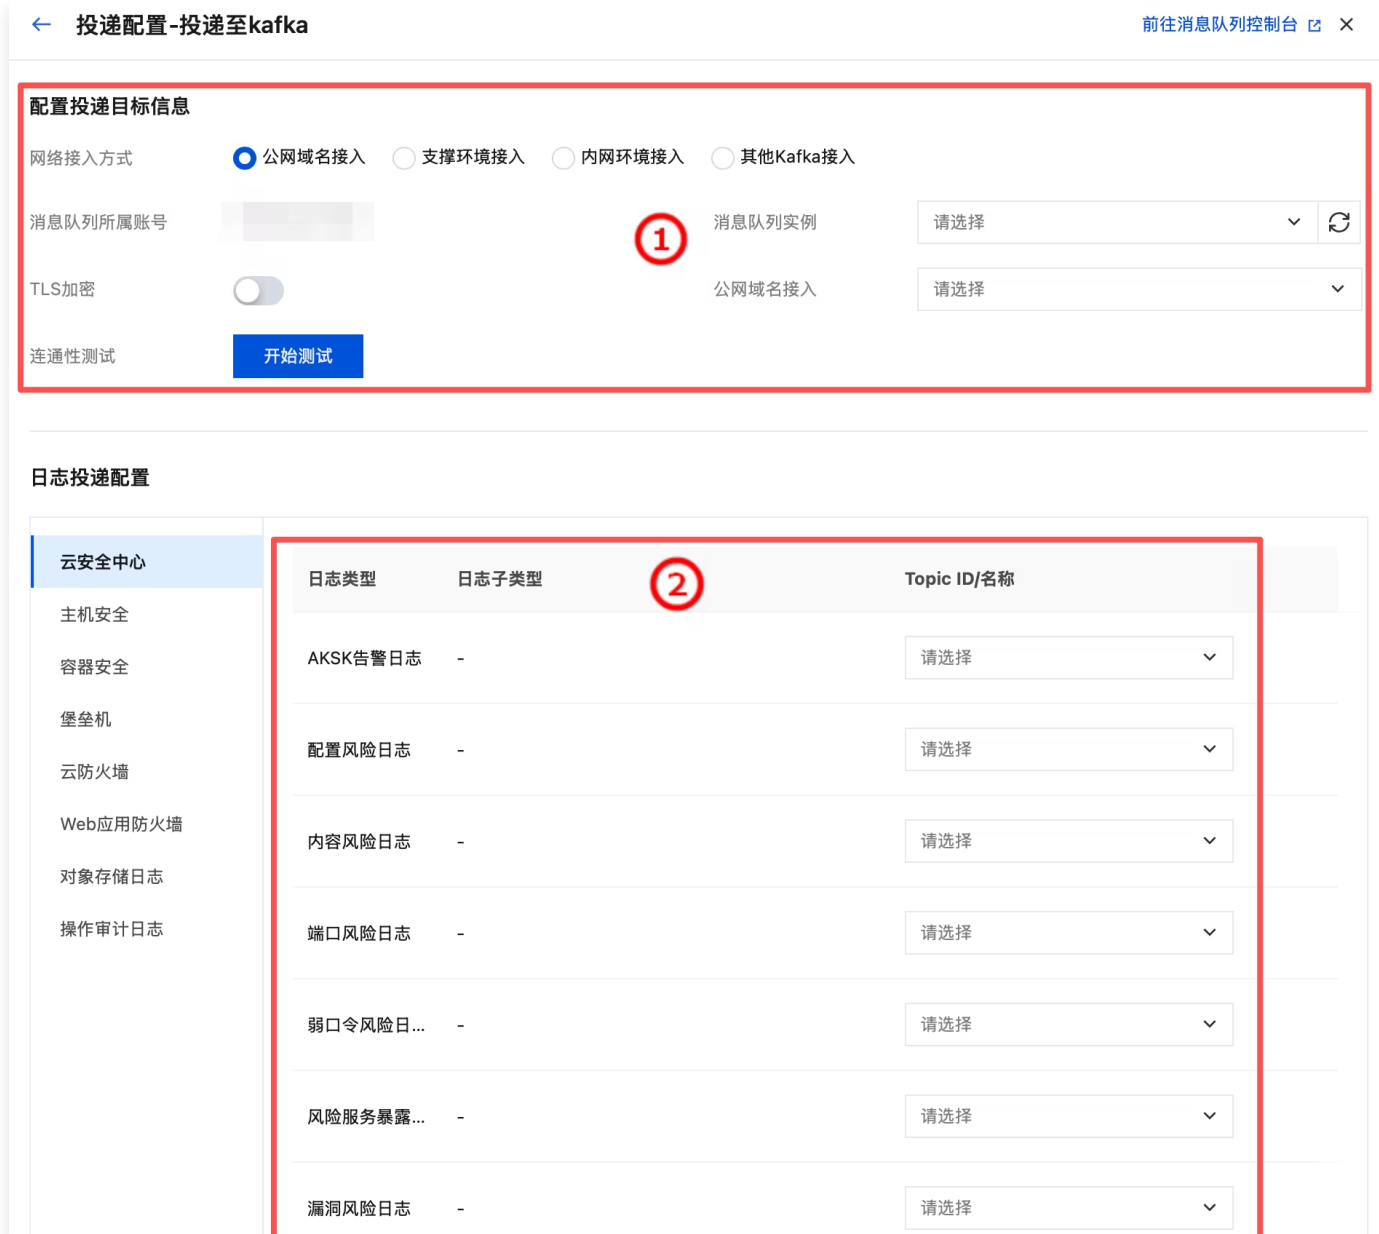 投递配置-投递至kafka
前往消息队列控制台
配置投递目标信息
网络接入方式 公网域名接入 支撑环境接入 内网环境接入 其他Kafka接入
消息队列所属账号 1 消息队列实例 请选择
TLS加密 公网域名接入 请选择
连通性测试 开始测试
日志投递配置
云安全中心
主机安全
容器安全
堡垒机
云防火墙
Web应用防火墙
对象存储日志
操作审计日志
日志类型 日志子类型 2 Topic ID/名称
AKSK告警日志 - 请选择
配置风险日志 - 请选择
内容风险日志 - 请选择
端口风险日志 - 请选择
弱口令风险日... - 请选择
风险服务暴露... - 请选择
漏洞风险日志 - 请选择